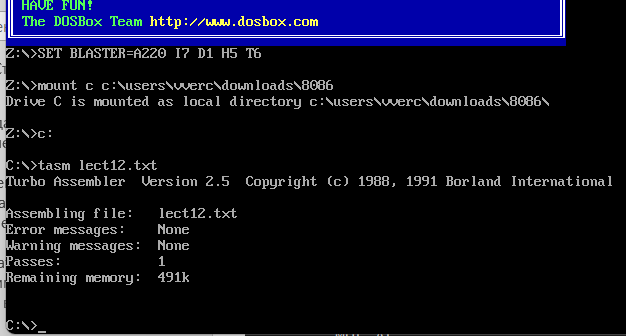 HAVE FUN!
The DOSBox Team http://www.dosbox.com
Z:\>SET BLASTER=A220 I7 D1 H5 T6
Z:\>mount c c:\users\vverc\downloads\8086
Drive C is mounted as local directory c:\users\vverc\downloads\8086\
Z:\>c:
C:\>tasm lect12.txt
Turbo Assembler  Version 2.5  Copyright (c) 1988, 1991 Borland International
Assembling file:   lect12.txt
Error messages:    None
Warning messages:  None
Passes:            1
Remaining memory:  491k
C:\>_